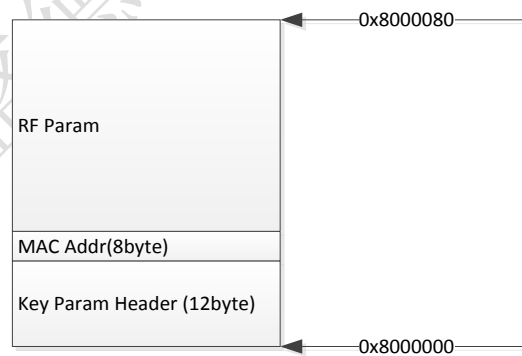 0x8000080
RF Param
MAC Addr(8byte)
Key Param Header (12byte)
0x8000000